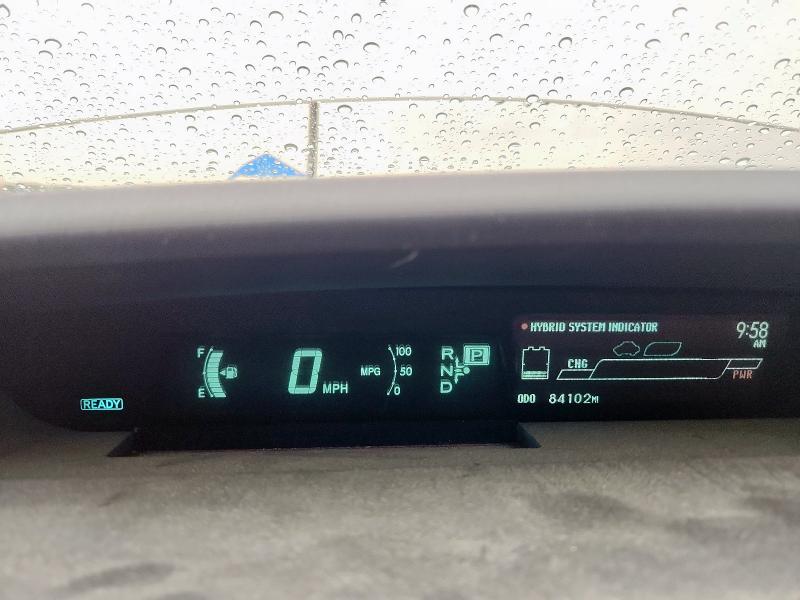 READY
F
E
0 MPH
MPG
100
50
0
R
N
D
P
HYBRID SYSTEM INDICATOR
9:58
AM
CHG
PWR
ODO 84102MI